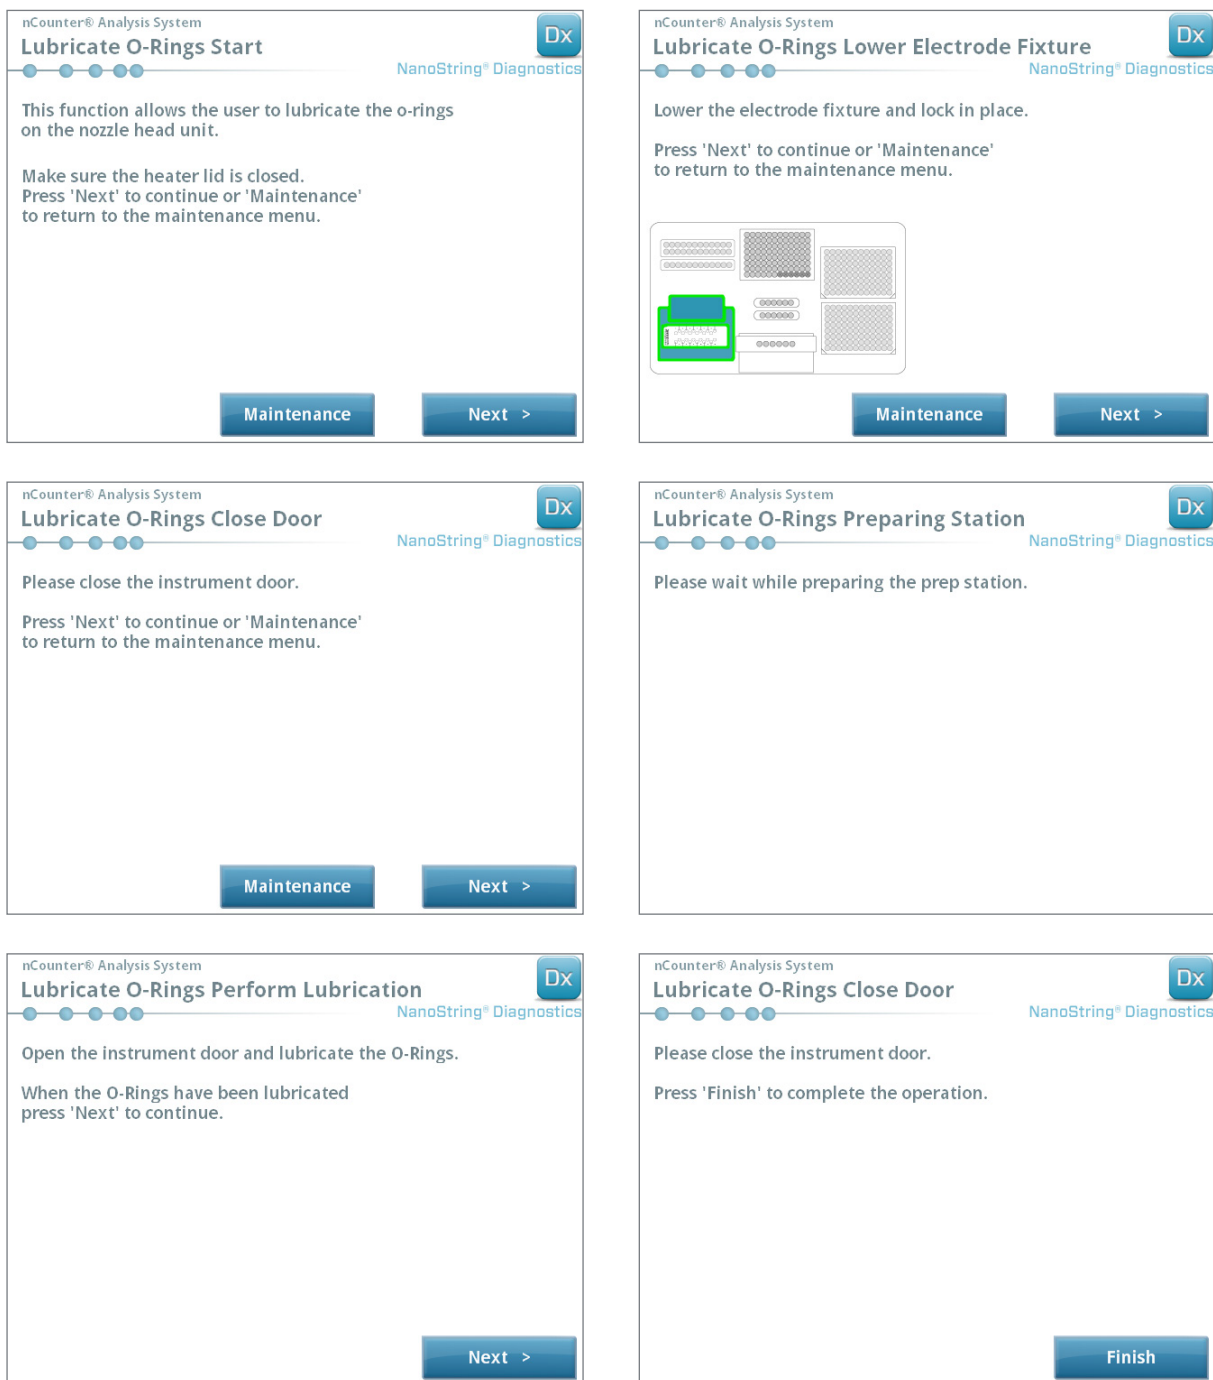 nCounter® Analysis System
Lubricate O-Rings Start
Dx
NanoString® Diagnostics
This function allows the user to lubricate the o-rings
on the nozzle head unit.
Make sure the heater lid is closed.
Press 'Next' to continue or 'Maintenance'
to return to the maintenance menu.
Maintenance
Next >
nCounter® Analysis System
Lubricate O-Rings Lower Electrode Fixture
Dx
NanoString® Diagnostics
Lower the electrode fixture and lock in place.
Press 'Next' to continue or 'Maintenance'
to return to the maintenance menu.
Maintenance
Next >
nCounter® Analysis System
Lubricate O-Rings Close Door
Dx
NanoString® Diagnostics
Please close the instrument door.
Press 'Next' to continue or 'Maintenance'
to return to the maintenance menu.
Maintenance
Next >
nCounter® Analysis System
Lubricate O-Rings Preparing Station
Dx
NanoString® Diagnostics
Please wait while preparing the prep station.
nCounter® Analysis System
Lubricate O-Rings Perform Lubrication
Dx
NanoString® Diagnostics
Open the instrument door and lubricate the O-Rings.
When the O-Rings have been lubricated
press 'Next' to continue.
Next >
nCounter® Analysis System
Lubricate O-Rings Close Door
Dx
NanoString® Diagnostics
Please close the instrument door.
Press 'Finish' to complete the operation.
Finish